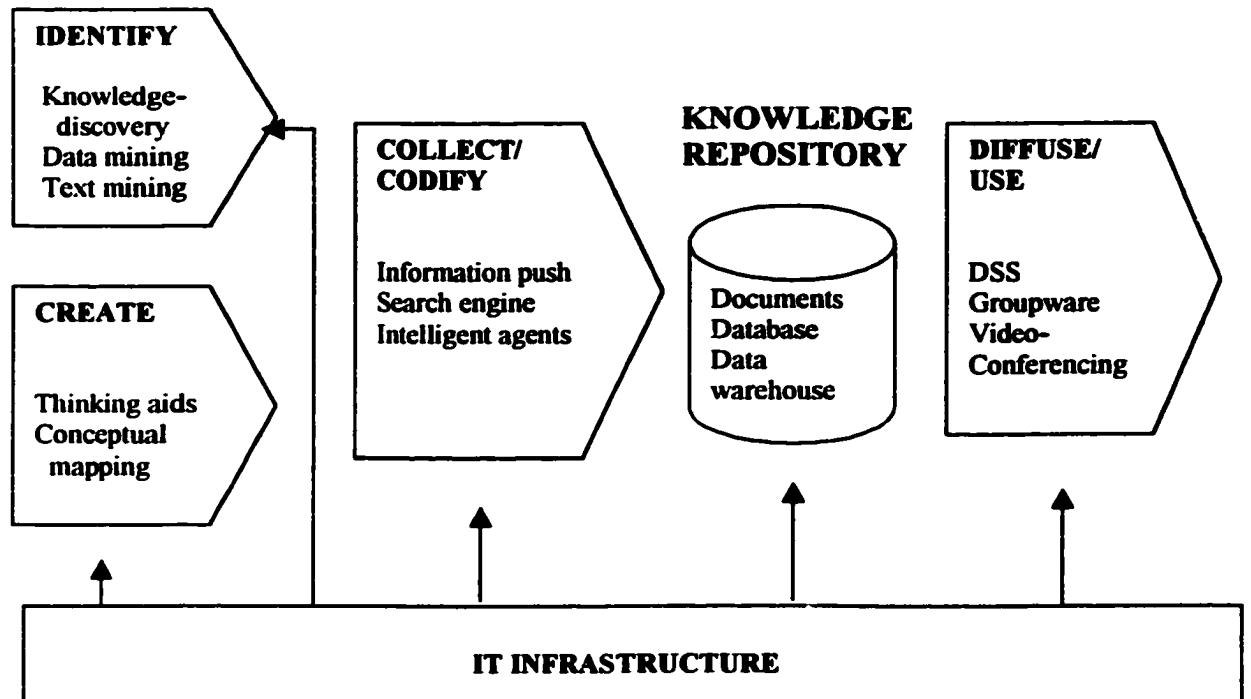 IDENTIFY
Knowledge-
discovery
Data mining
Text mining
CREATE
Thinking aids
Conceptual
mapping
COLLECT/
CODIFY
Information push
Search engine
Intelligent agents
KNOWLEDGE
REPOSITORY
Documents
Database
Data
warehouse
DIFFUSE/
USE
DSS
Groupware
Video-
Conferencing
IT INFRASTRUCTURE